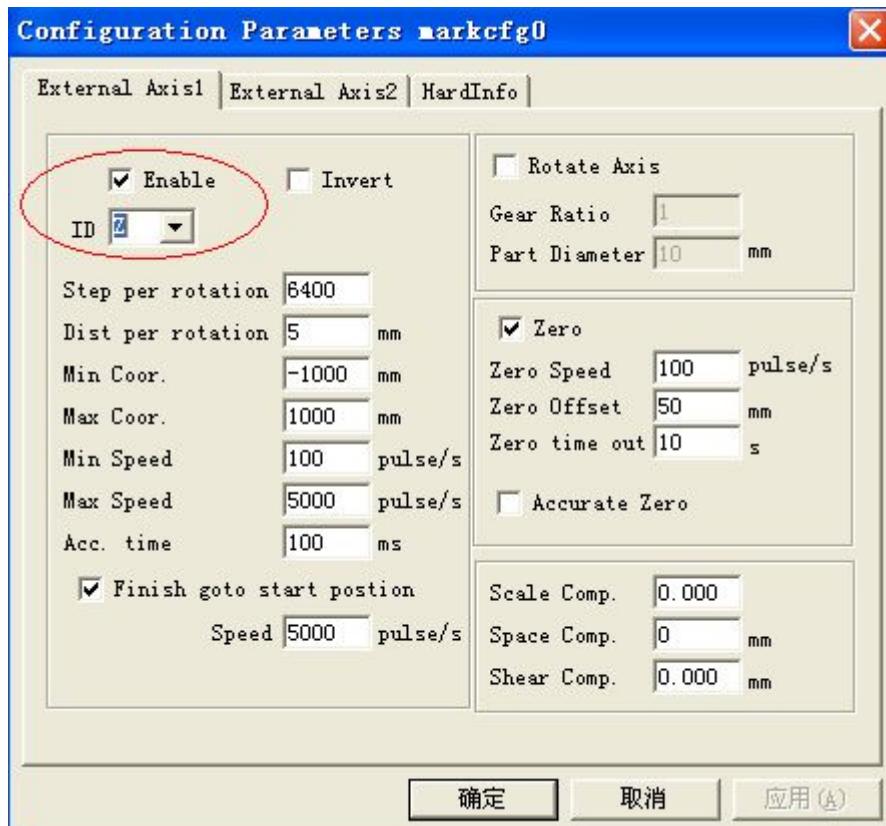 Configuration Parameters markcfg0
External Axis1 External Axis2 HardInfo
Enable Invert
ID Z
Step per rotation 6400
Dist per rotation 5 mm
Min Coor. -1000 mm
Max Coor. 1000 mm
Min Speed 100 pulse/s
Max Speed 5000 pulse/s
Acc. time 100 ms
Finish goto start postion
Speed 5000 pulse/s
Rotate Axis
Gear Ratio 1
Part Diameter 10 mm
Zero
Zero Speed 100 pulse/s
Zero Offset 50 mm
Zero time out 10 s
Accurate Zero
Scale Comp. 0.000
Space Comp. 0 mm
Shear Comp. 0.000 mm
确定 取消 应用(A)